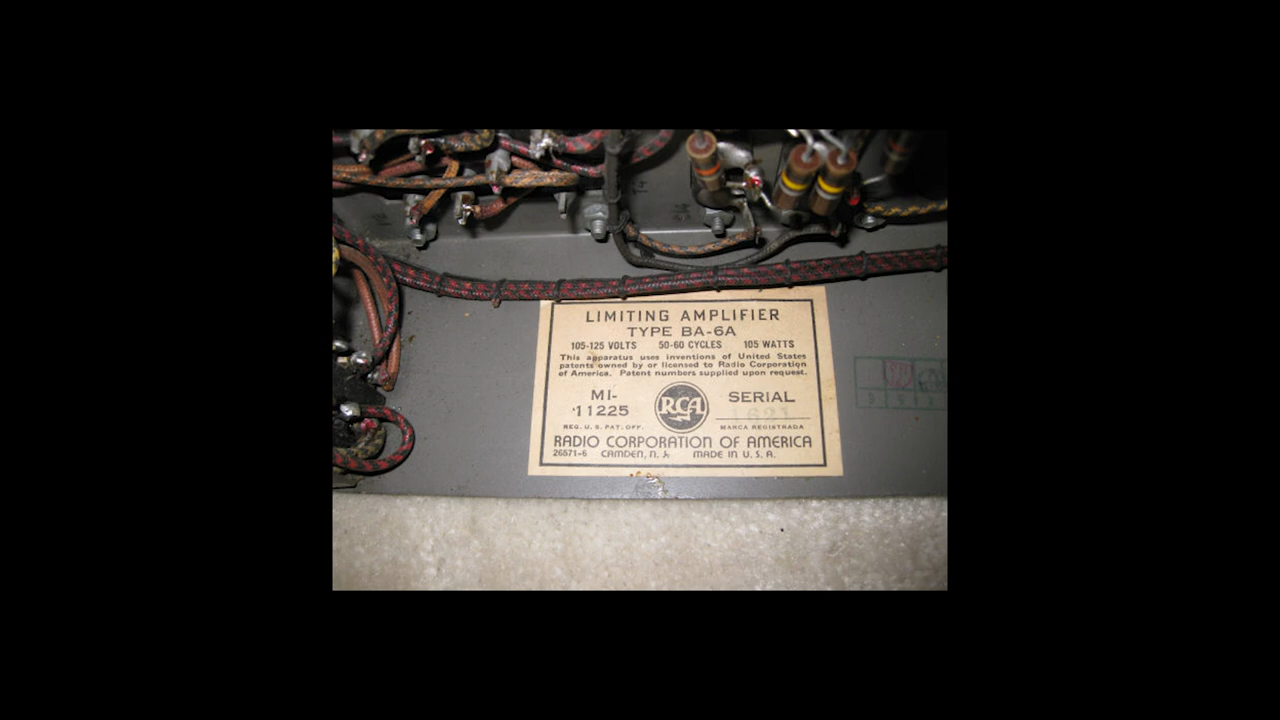 LIMITING AMPLIFIER
TYPE BA-6A
105-125 VOLTS 50-60 CYCLES 105 WATTS
This apparatus uses inventions of United States
patents owned by or licensed to Radio Corporation
of America. Patent numbers supplied upon request.
MI-
11225
RCA
SERIAL
1621
REG. U. S. PAT. OFF.
MARCA REGISTRADA
RADIO CORPORATION OF AMERICA
26571-6 CAMDEN, N. J. MADE IN U. S. A.